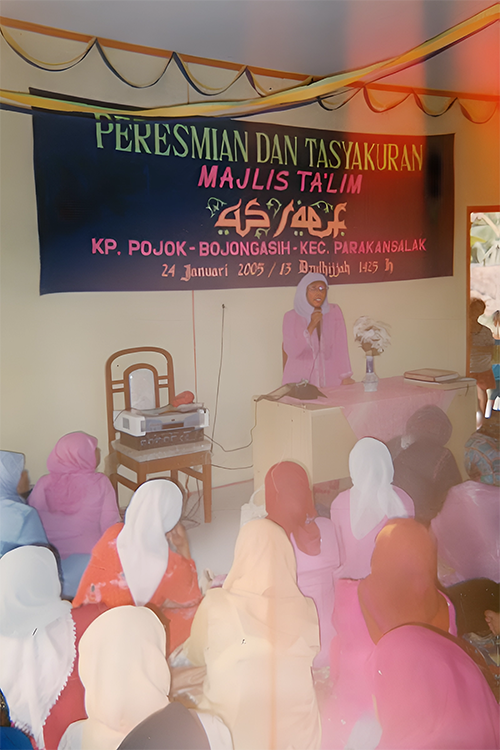 PERESMIAN DAN TASYAKURAN
MAJLIS TA'LIM
KP. POJOK - BOJONGASIH - KEC. PARAKANSALAK
24 Januari 2005 / 13 Dzulhijjah 1425 h